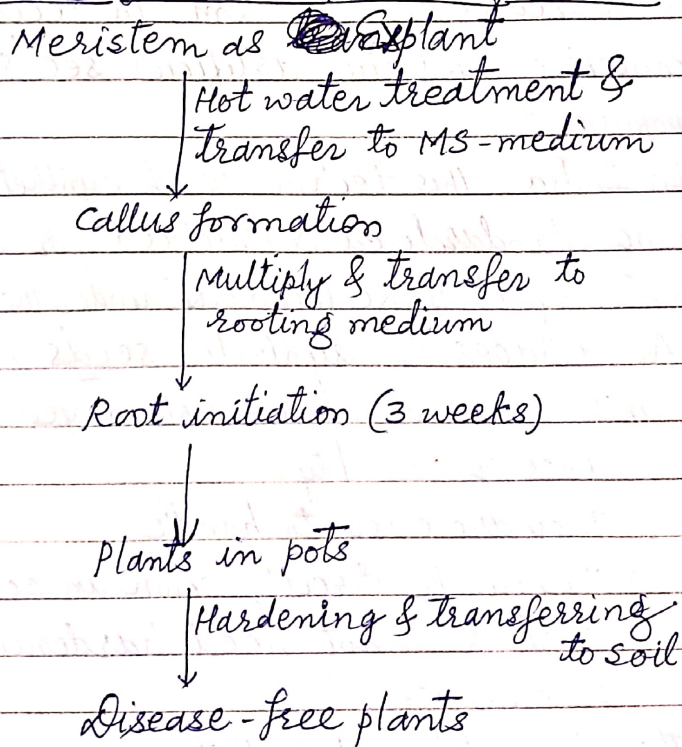 Meristem as Explant
Hot water treatment &
transfer to MS-medium
Callus formation
Multiply & transfer to
rooting medium
Root initiation (3 weeks)
Plants in pots
Hardening & transferring
to soil
Disease-free plants